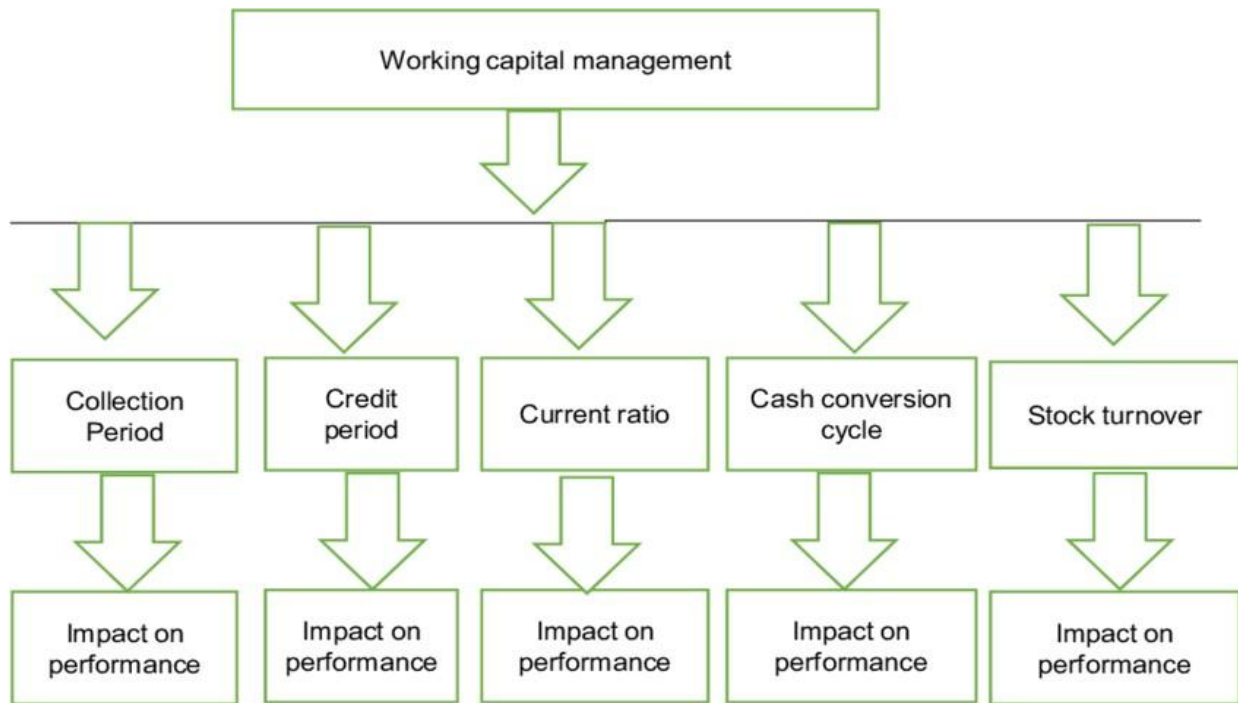 Working capital management
Collection
Period
Credit
period
Current ratio
Cash conversion
cycle
Stock turnover
Impact on
performance
Impact on
performance
Impact on
performance
Impact on
performance
Impact on
performance